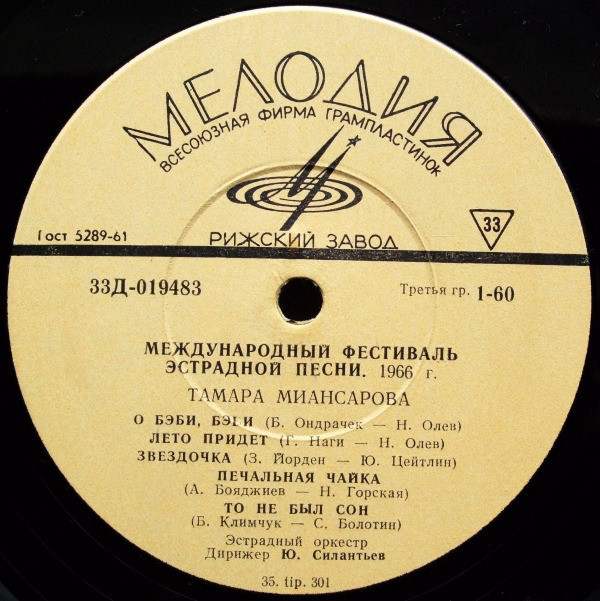 МЕЛОДИЯ
ВСЕСОЮЗНАЯ ФИРМА ГРАМПЛАСТИНОК
Гост 5289-61
33
РИЖСКИЙ ЗАВОД
33Д-019483
Третья гр. 1-60
МЕЖДУНАРОДНЫЙ ФЕСТИВАЛЬ
ЭСТРАДНОЙ ПЕСНИ. 1966 г.
ТАМАРА МИАНСАРОВА
О БЭБИ, БЭБИ (Б. Ондрачек — Н. Олев)
ЛЕТО ПРИДЕТ (Г. Наги — Н. Олев)
ЗВЕЗДОЧКА (З. Йорден — Ю. Цейтлин)
ПЕЧАЛЬНАЯ ЧАЙКА
(А. Бояджиев — Н. Горская)
ТО НЕ БЫЛ СОН
(Б. Климчук — С. Болотин)
Эстрадный оркестр
Дирижер Ю. Силантьев
35. tip. 301